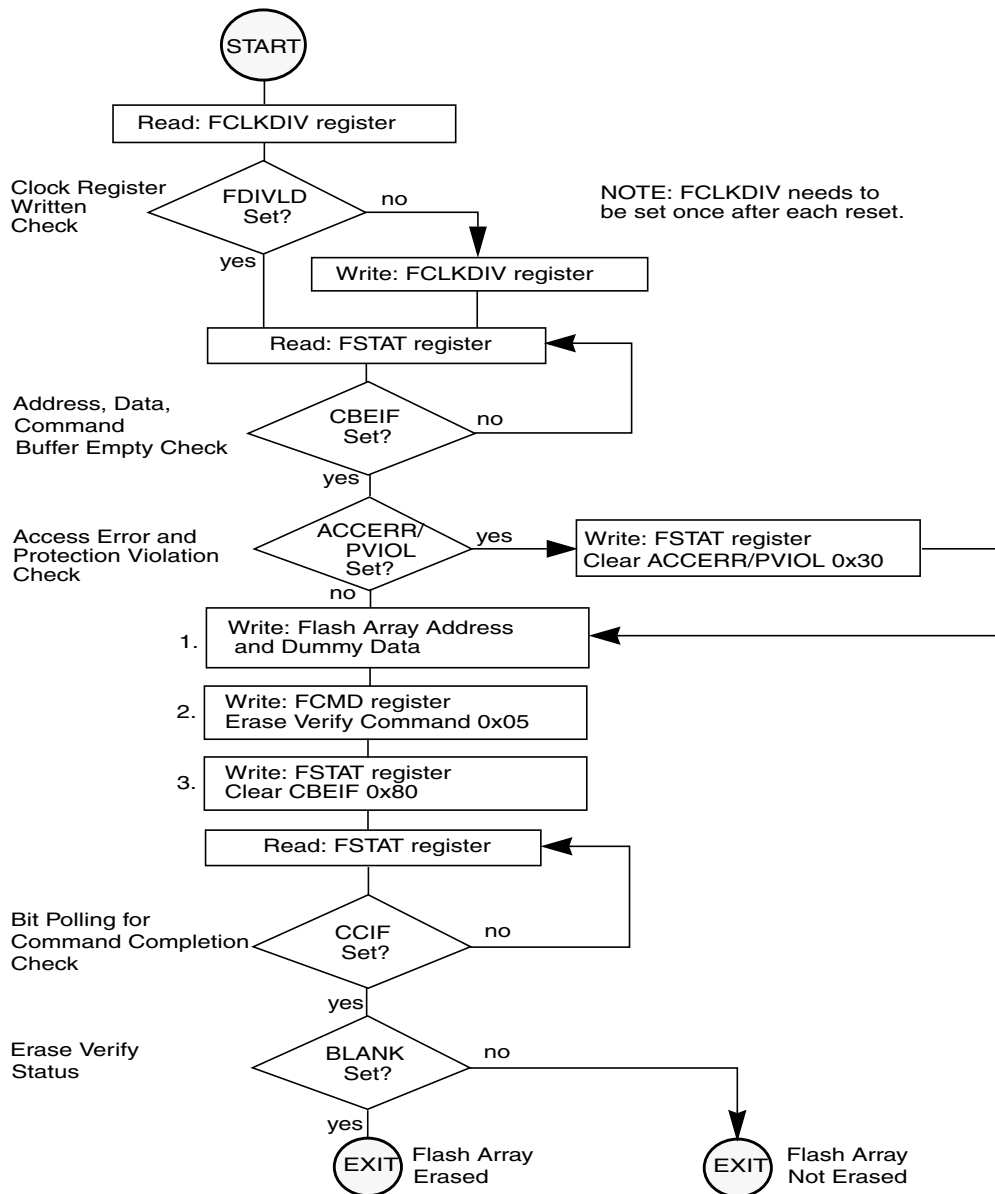 START
Read: FCLKDIV register
Clock Register
Written
Check
FDIVLD
Set?
no
yes
NOTE: FCLKDIV needs to
be set once after each reset.
Write: FCLKDIV register
Read: FSTAT register
Address, Data,
Command
Buffer Empty Check
CBEIF
Set?
no
yes
Access Error and
Protection Violation
Check
ACCERR/
PVIOL
Set?
yes
no
Write: FSTAT register
Clear ACCERR/PVIOL 0x30
1.
Write: Flash Array Address
and Dummy Data
2.
Write: FCMD register
Erase Verify Command 0x05
3.
Write: FSTAT register
Clear CBEIF 0x80
Read: FSTAT register
Bit Polling for
Command Completion
Check
CCIF
Set?
no
yes
Erase Verify
Status
BLANK
Set?
no
yes
EXIT
Flash Array
Erased
EXIT
Flash Array
Not Erased